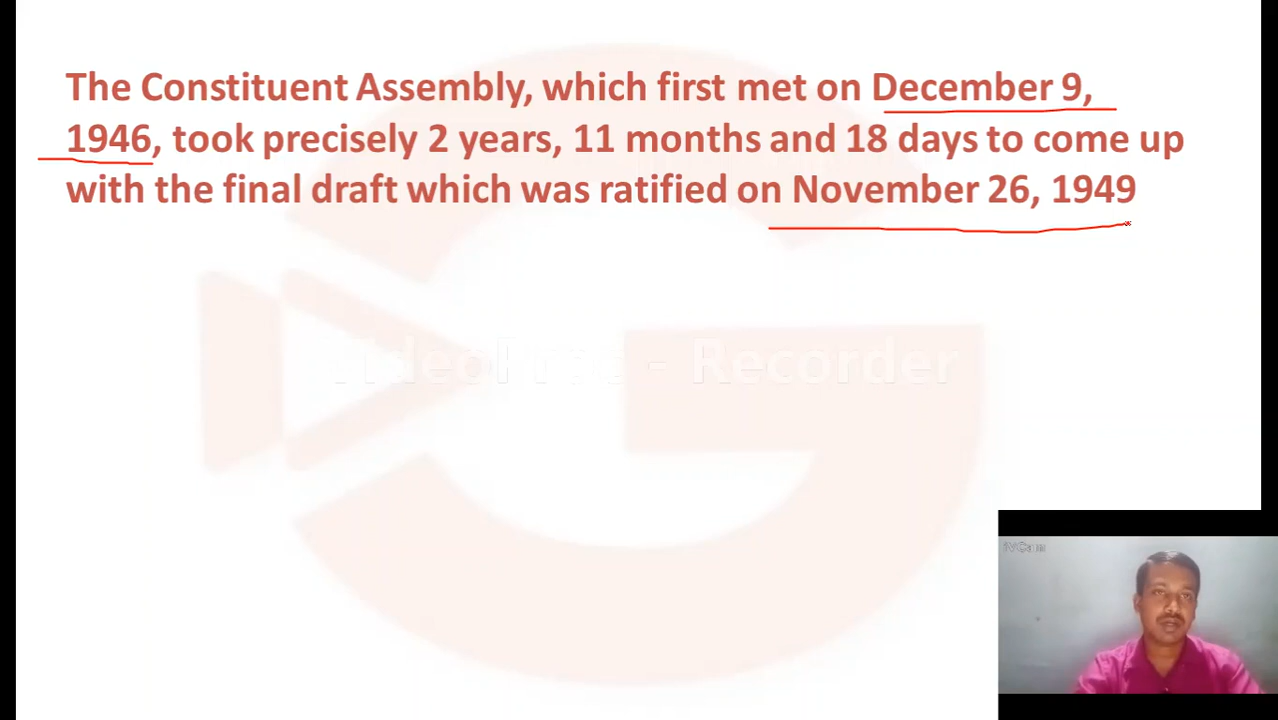 The Constituent Assembly, which first met on December 9,
1946, took precisely 2 years, 11 months and 18 days to come up
with the final draft which was ratified on November 26, 1949
- Recorder